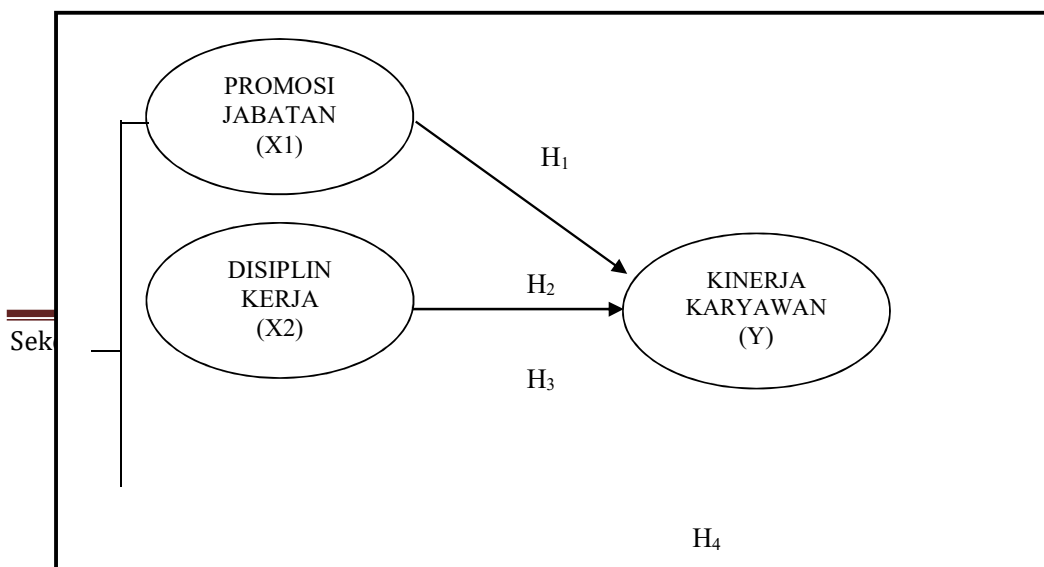 PROMOSI
JABATAN
(X1)
H₁
DISIPLIN
KERJA
(X2)
H₂
KINERJA
KARYAWAN
(Y)
H₃
H₄